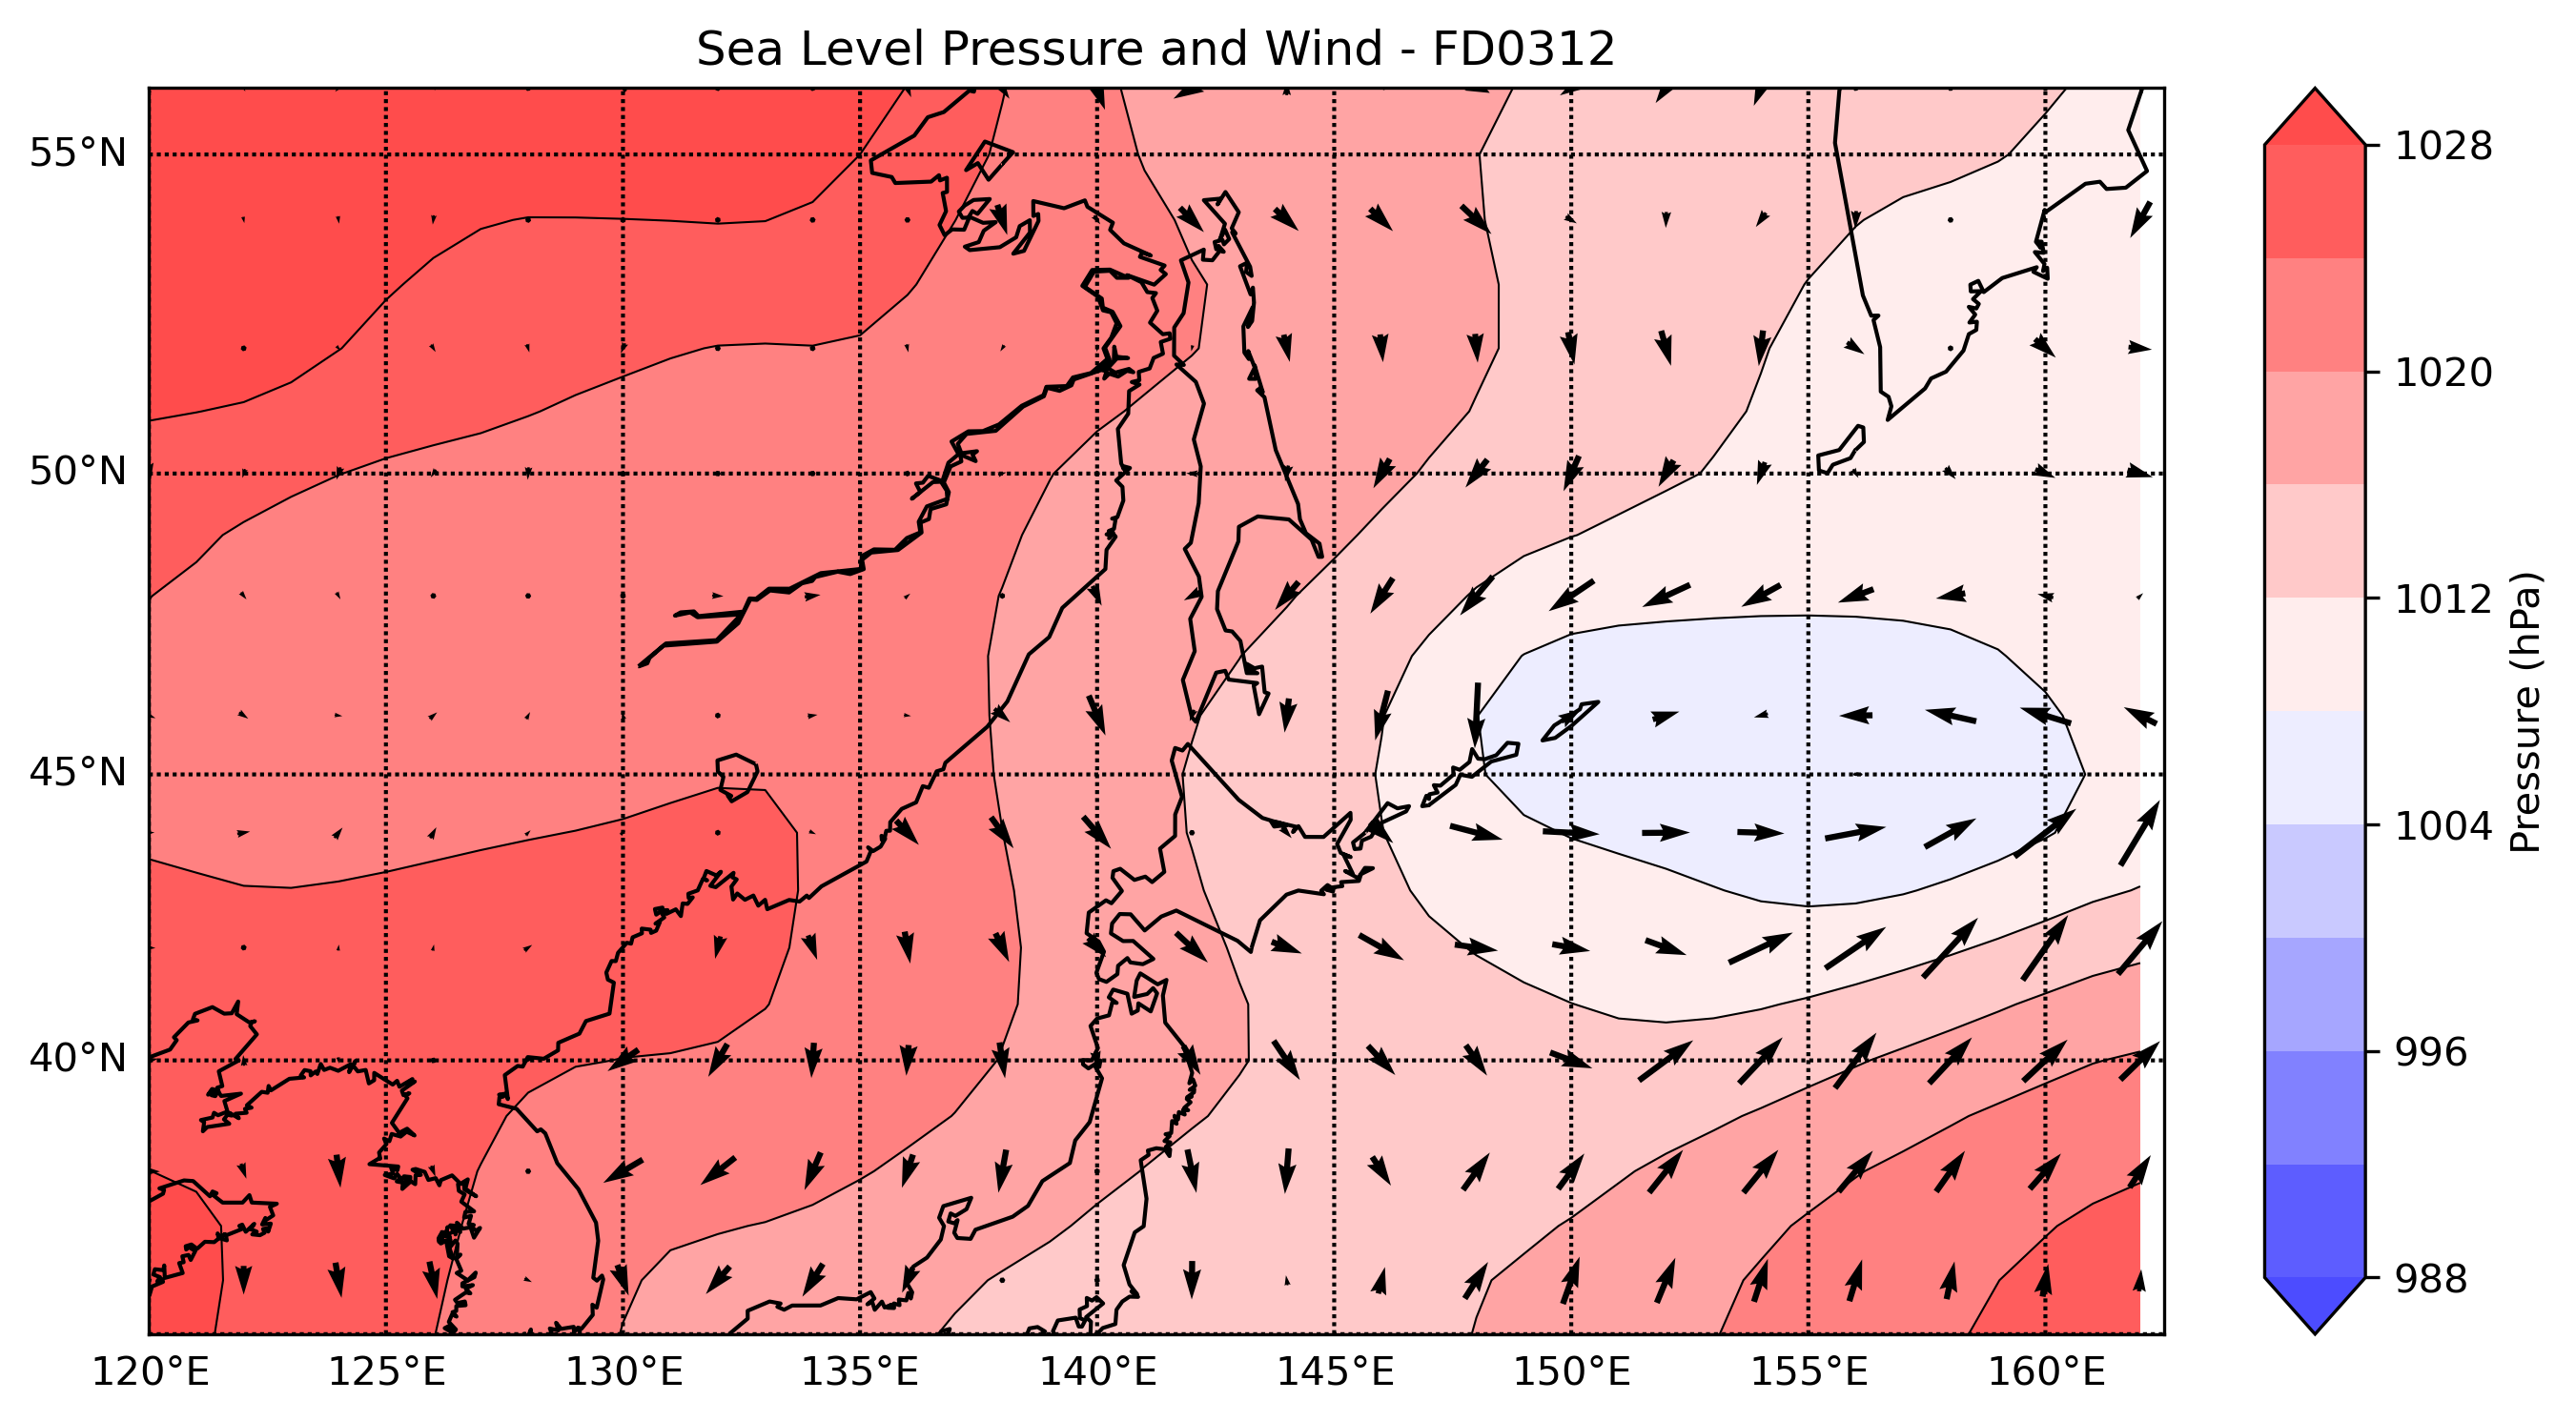 Sea Level Pressure and Wind - FD0312
55°N
50°N
45°N
40°N
120°E
125°E
130°E
135°E
140°E
145°E
150°E
155°E
160°E
1028
1020
1012
1004
996
988
Pressure (hPa)